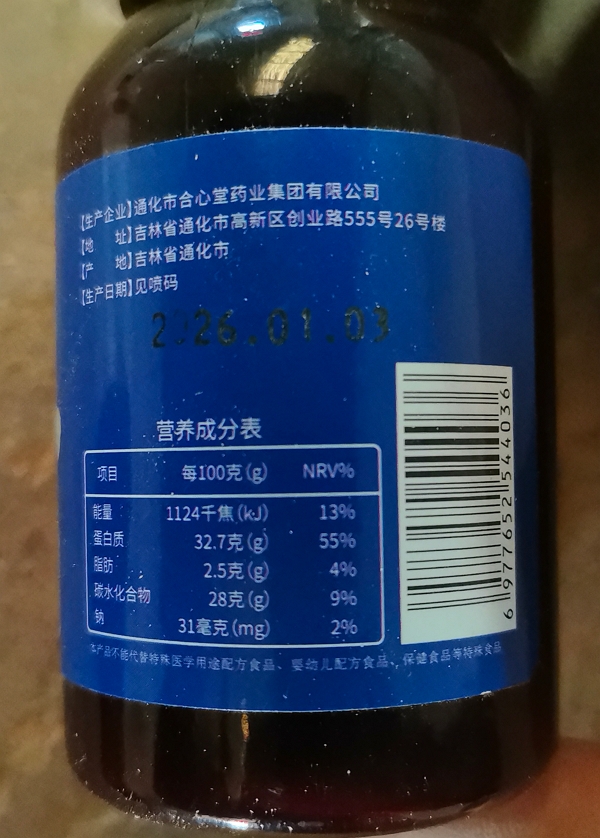 【生产企业】通化市合心堂药业集团有限公司
【地 址】吉林省通化市高新区创业路555号26号楼
【产 地】吉林省通化市
【生产日期】见喷码
2026.01.03
营养成分表
项目 每100克(g) NRV%
能量 1124千焦(kJ) 13%
蛋白质 32.7克(g) 55%
脂肪 2.5克(g) 4%
碳水化合物 28克(g) 9%
钠 31毫克(mg) 2%
本产品不能代替特殊医学用途配方食品、婴幼儿配方食品、保健食品等特殊食品
6 977652 544036